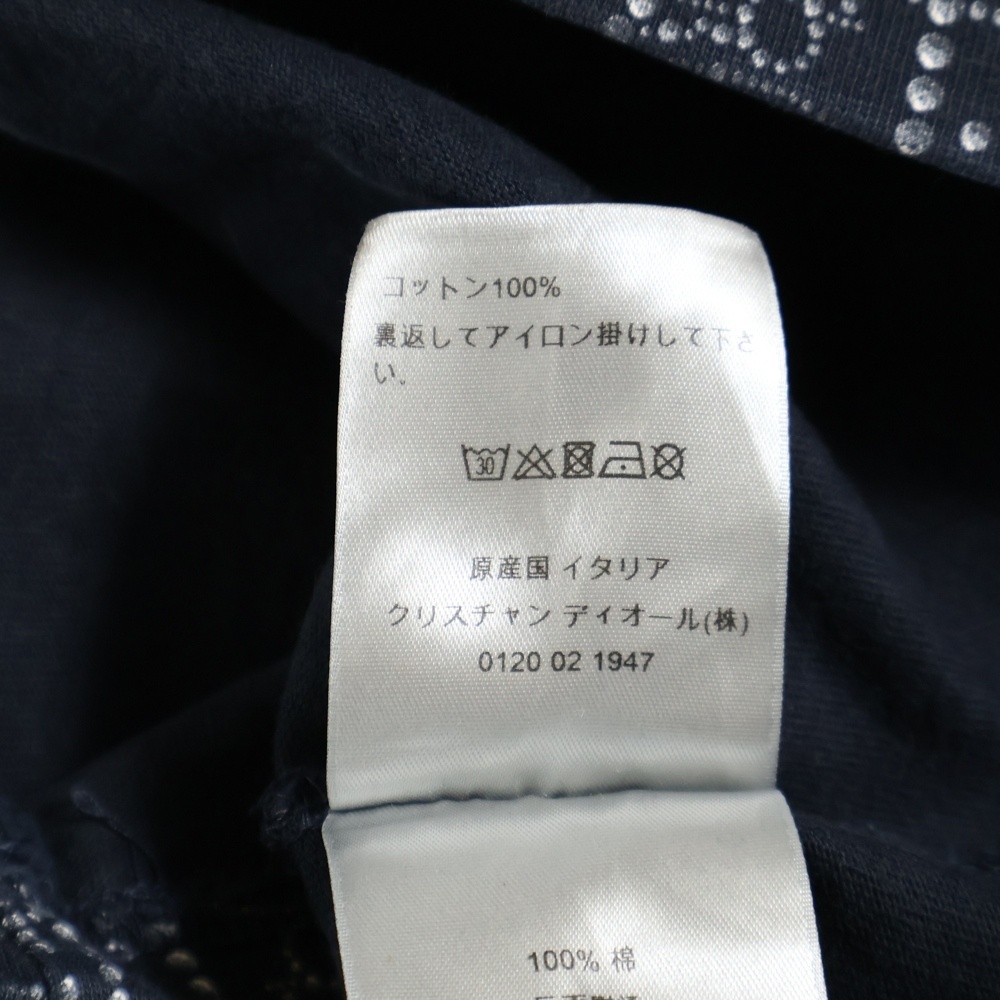 コットン100%
裏返してアイロン掛けして下さ
い。
30
原産国 イタリア
クリスチャン ディオール(株)
0120 02 1947
100% 棉